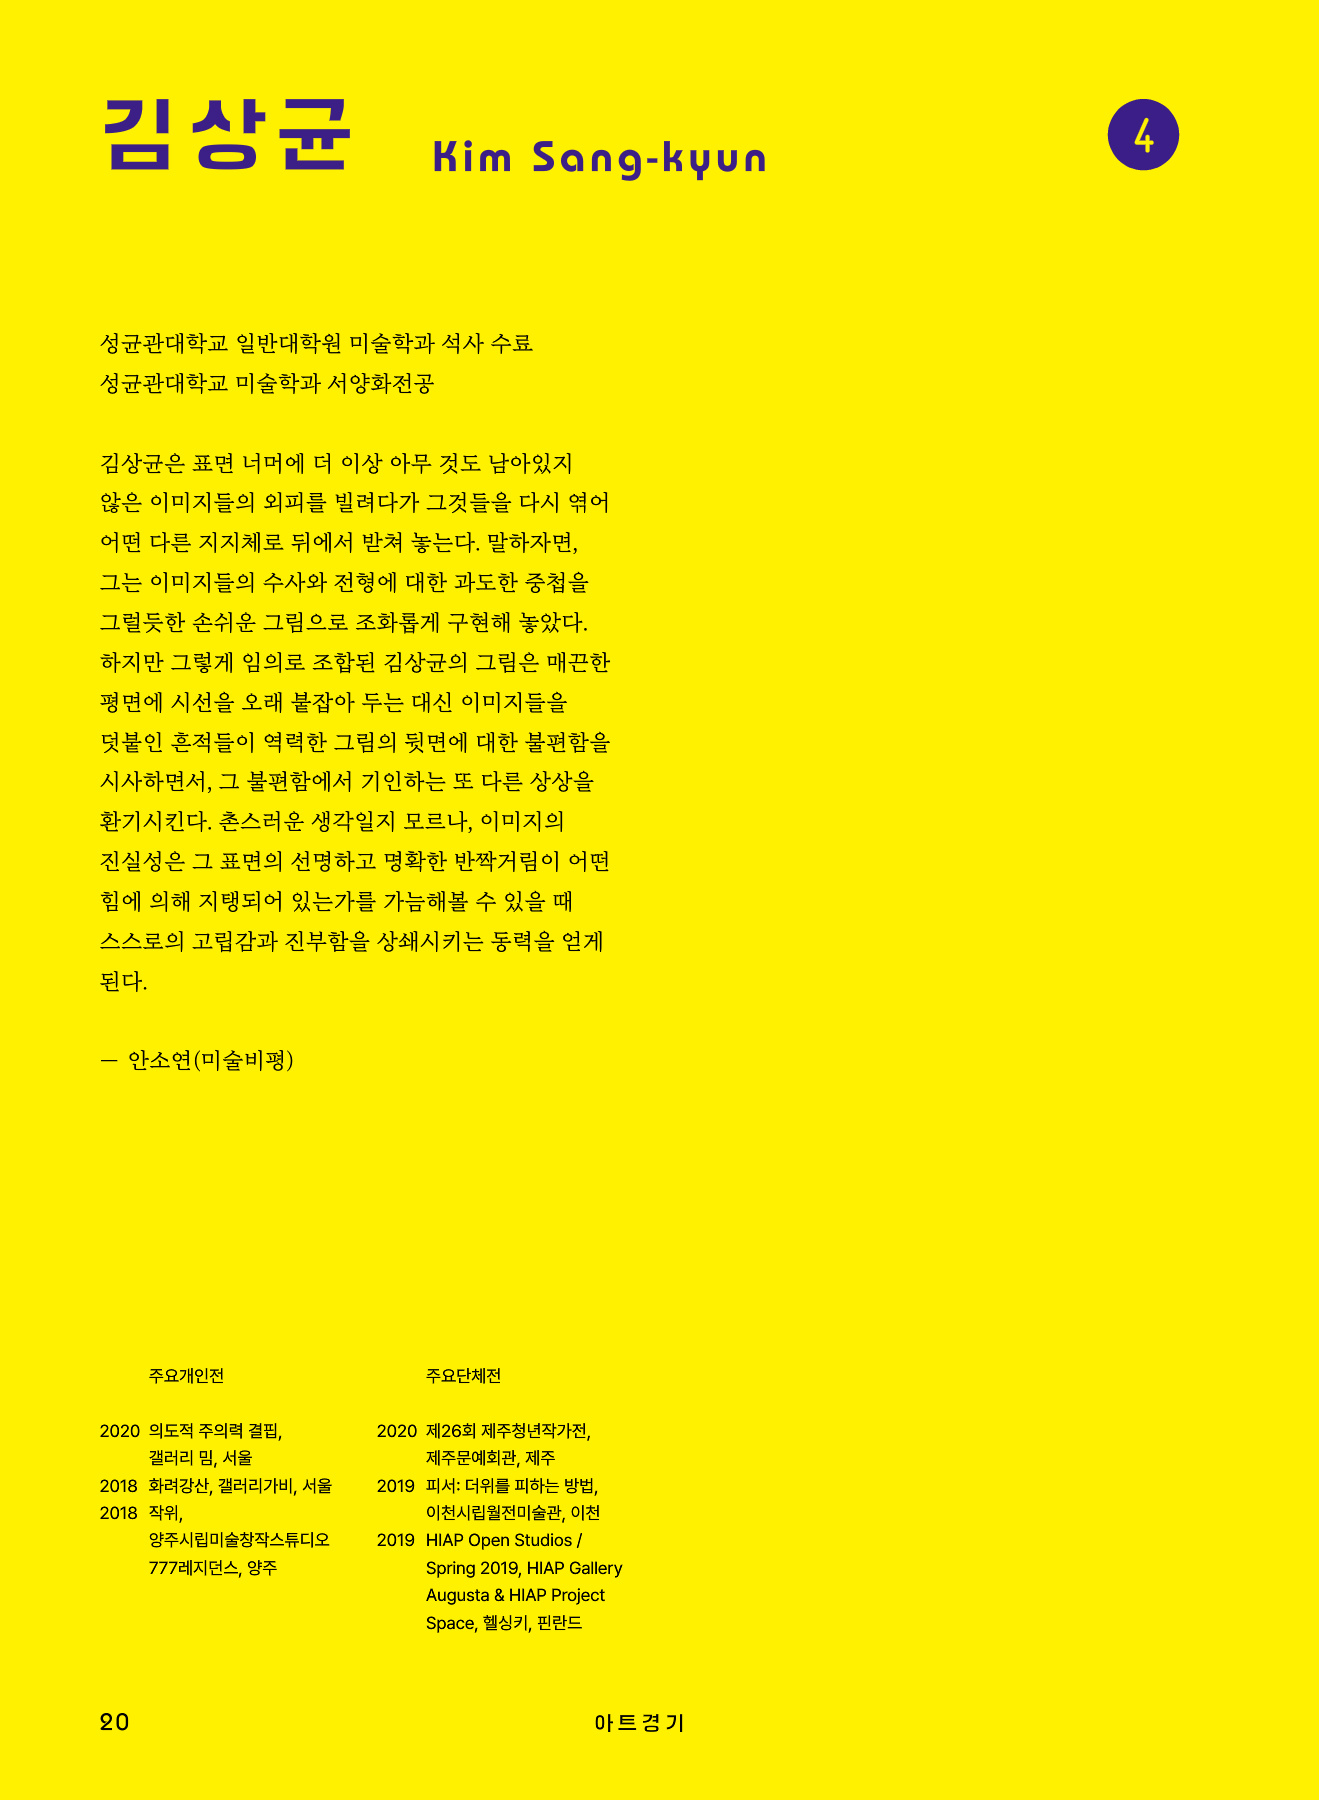 김상균
Kim Sang-kyun
4
성균관대학교 일반대학원 미술학과 석사 수료
성균관대학교 미술학과 서양화전공
김상균은 표면 너머에 더 이상 아무 것도 남아있지
않은 이미지들의 외피를 빌려다가 그것들을 다시 엮어
어떤 다른 지지체로 뒤에서 받쳐 놓는다. 말하자면,
그는 이미지들의 수사와 전형에 대한 과도한 중첩을
그럴듯한 손쉬운 그림으로 조화롭게 구현해 놓았다.
하지만 그렇게 임의로 조합된 김상균의 그림은 매끈한
평면에 시선을 오래 붙잡아 두는 대신 이미지들을
덧붙인 흔적들이 역력한 그림의 뒷면에 대한 불편함을
시사하면서, 그 불편함에서 기인하는 또 다른 상상을
환기시킨다. 촌스러운 생각일지 모르나, 이미지의
진실성은 그 표면의 선명하고 명확한 반짝거림이 어떤
힘에 의해 지탱되어 있는가를 가늠해볼 수 있을 때
스스로의 고립감과 진부함을 상쇄시키는 동력을 얻게
된다.
— 안소연(미술비평)
주요개인전
2020 의도적 주의력 결핍,
갤러리 밈, 서울
2018 화려강산, 갤러리가비, 서울
2018 작위,
양주시립미술창작스튜디오
777레지던스, 양주
주요단체전
2020 제26회 제주청년작가전,
제주문예회관, 제주
2019 피서: 더위를 피하는 방법,
이천시립월전미술관, 이천
2019 HIAP Open Studios /
Spring 2019, HIAP Gallery
Augusta & HIAP Project
Space, 헬싱키, 핀란드
20
아트경기